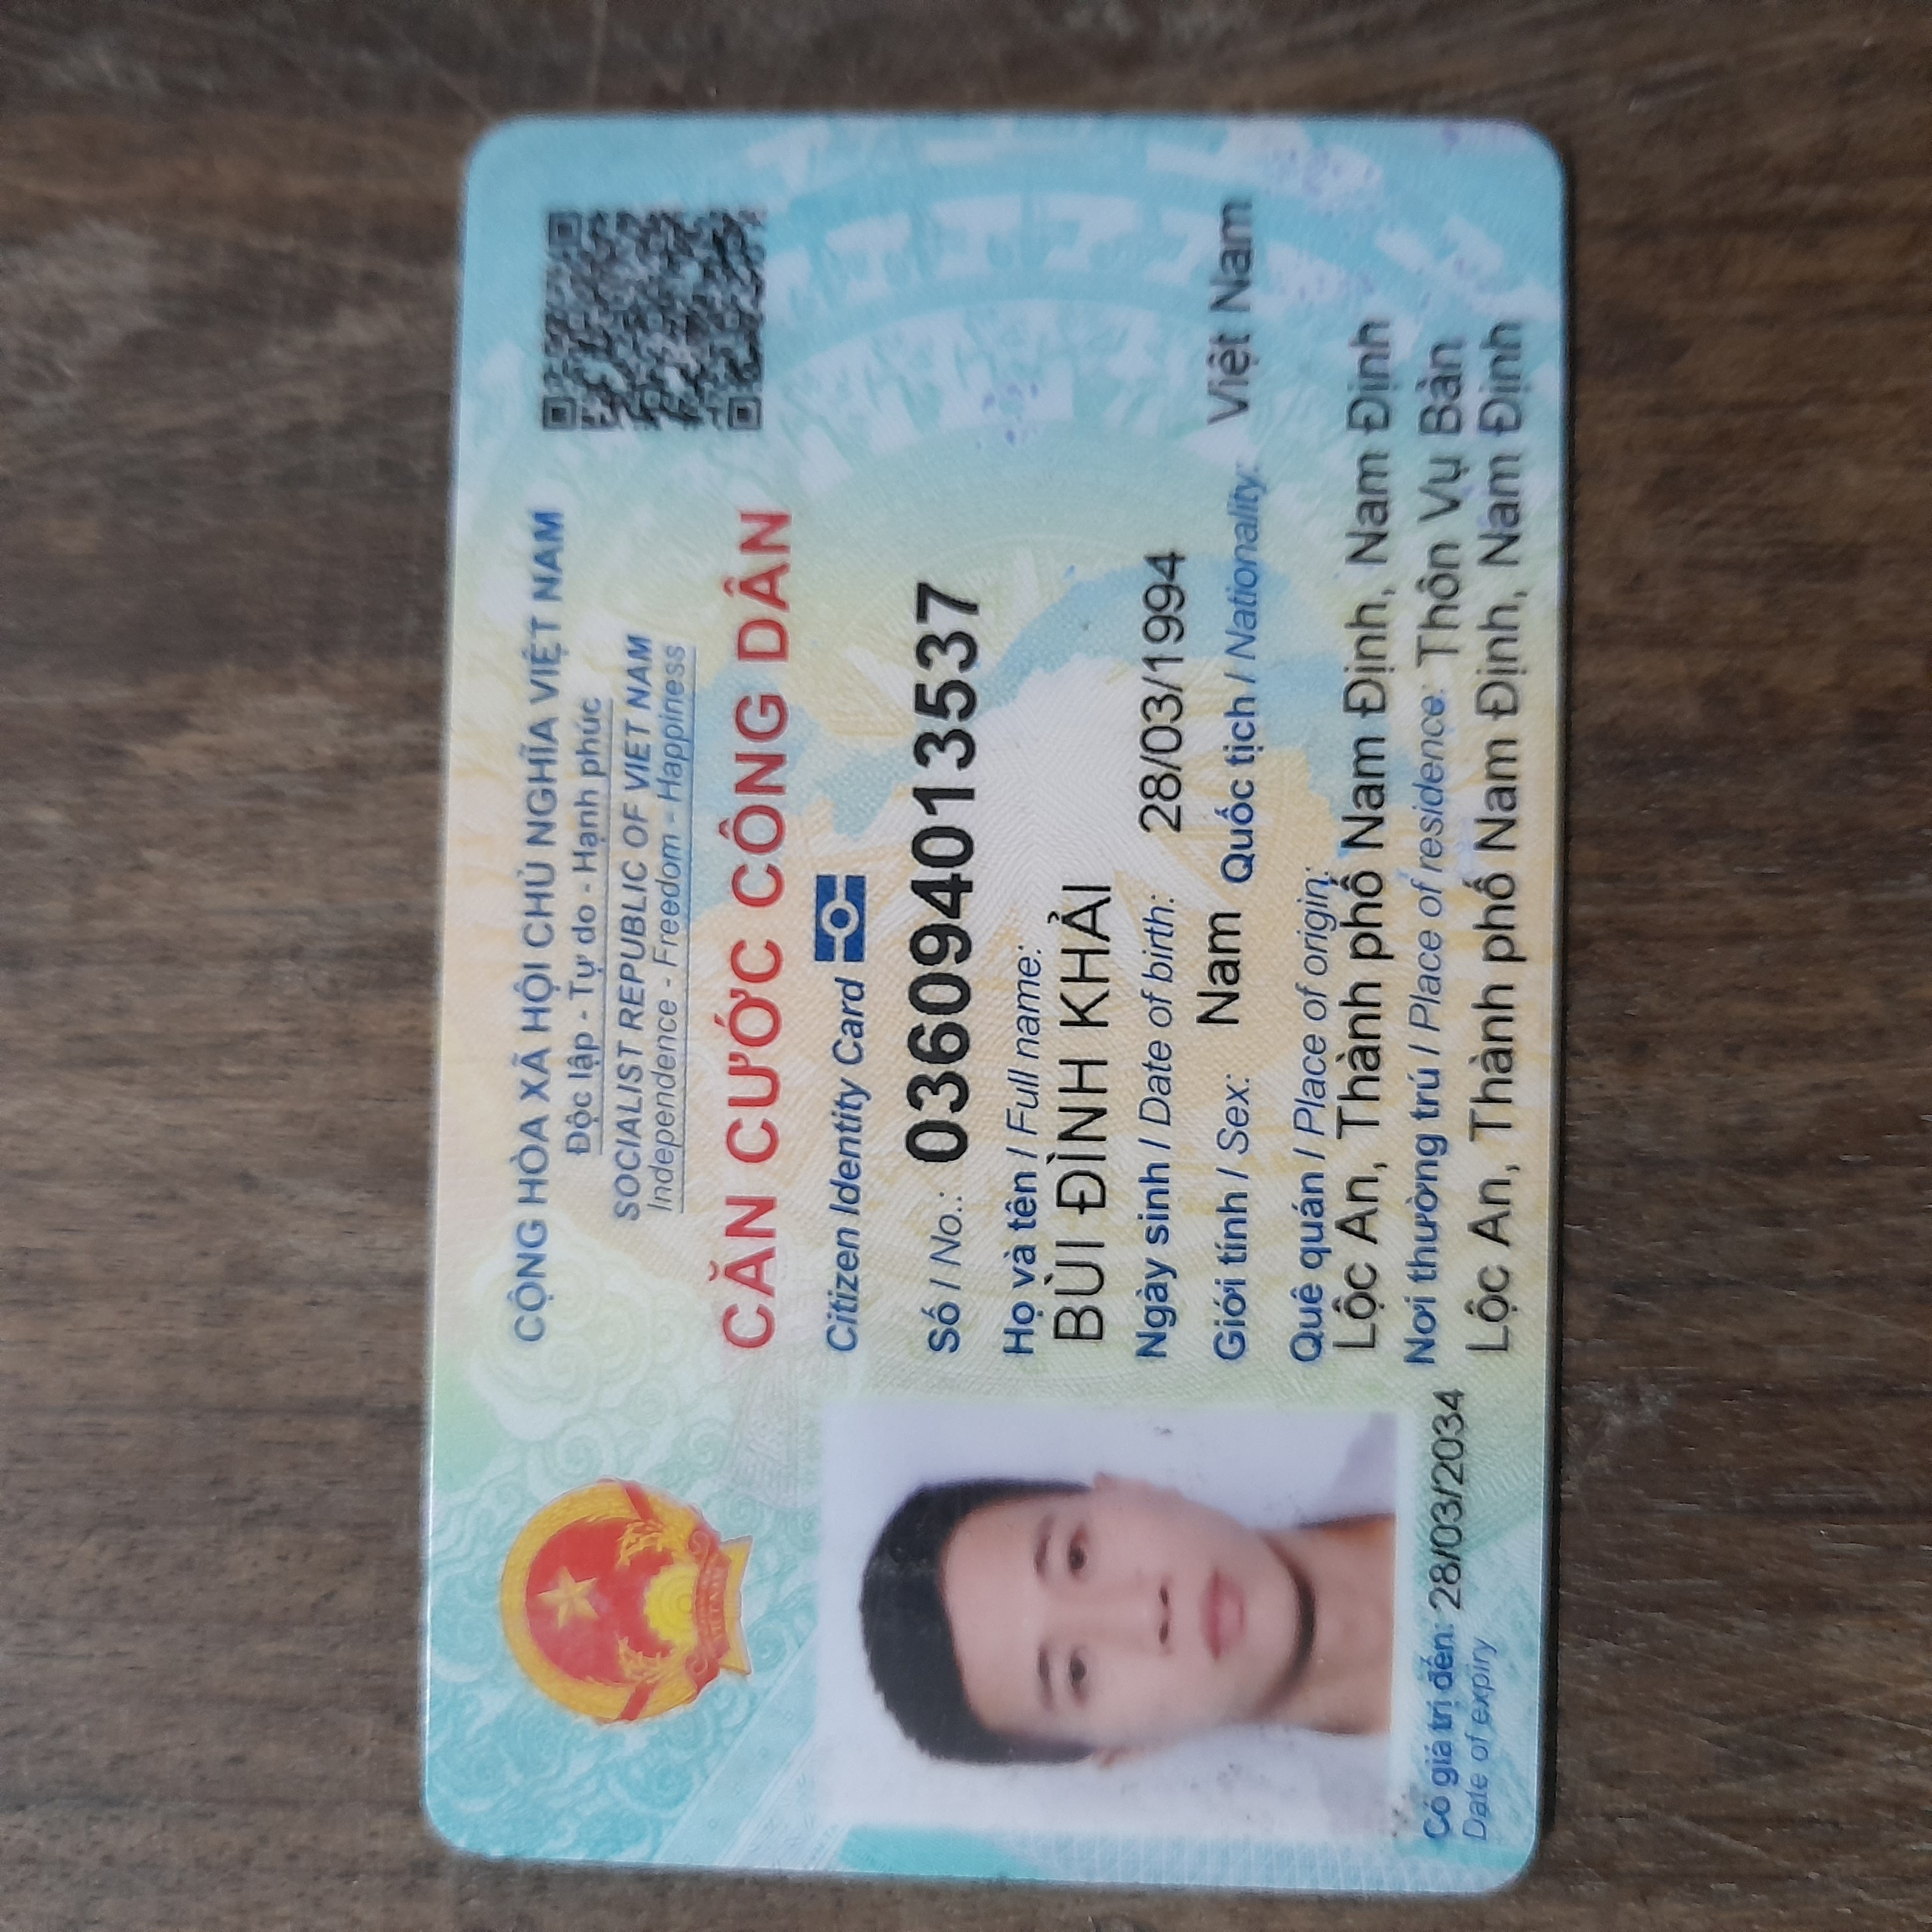 CỘNG HÒA XÃ HỘI CHỦ NGHĨA VIỆT NAM
Độc lập - Tự do - Hạnh phúc
SOCIALIST REPUBLIC OF VIET NAM
Independence - Freedom - Happiness
CĂN CƯỚC CÔNG DÂN
Citizen Identity Card
Số / No.: 036094013537
Họ và tên / Full name:
BÙI ĐÌNH KHẢI
Ngày sinh / Date of birth: 28/03/1994
Giới tính / Sex: Nam Quốc tịch / Nationality: Việt Nam
Quê quán / Place of origin:
Lộc An, Thành phố Nam Định, Nam Định
Nơi thường trú / Place of residence: Thôn Vụ Bản
Lộc An, Thành phố Nam Định, Nam Định
Có giá trị đến: 28/03/2034
Date of expiry